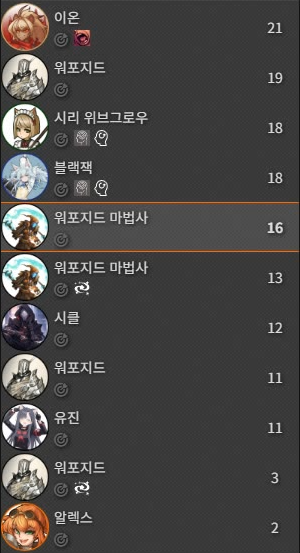 이온 21
워포지드 19
시리 위브그로우 18
블랙잭 18
워포지드 마법사 16
워포지드 마법사 13
시클 12
워포지드 11
유진 11
워포지드 3
알렉스 2